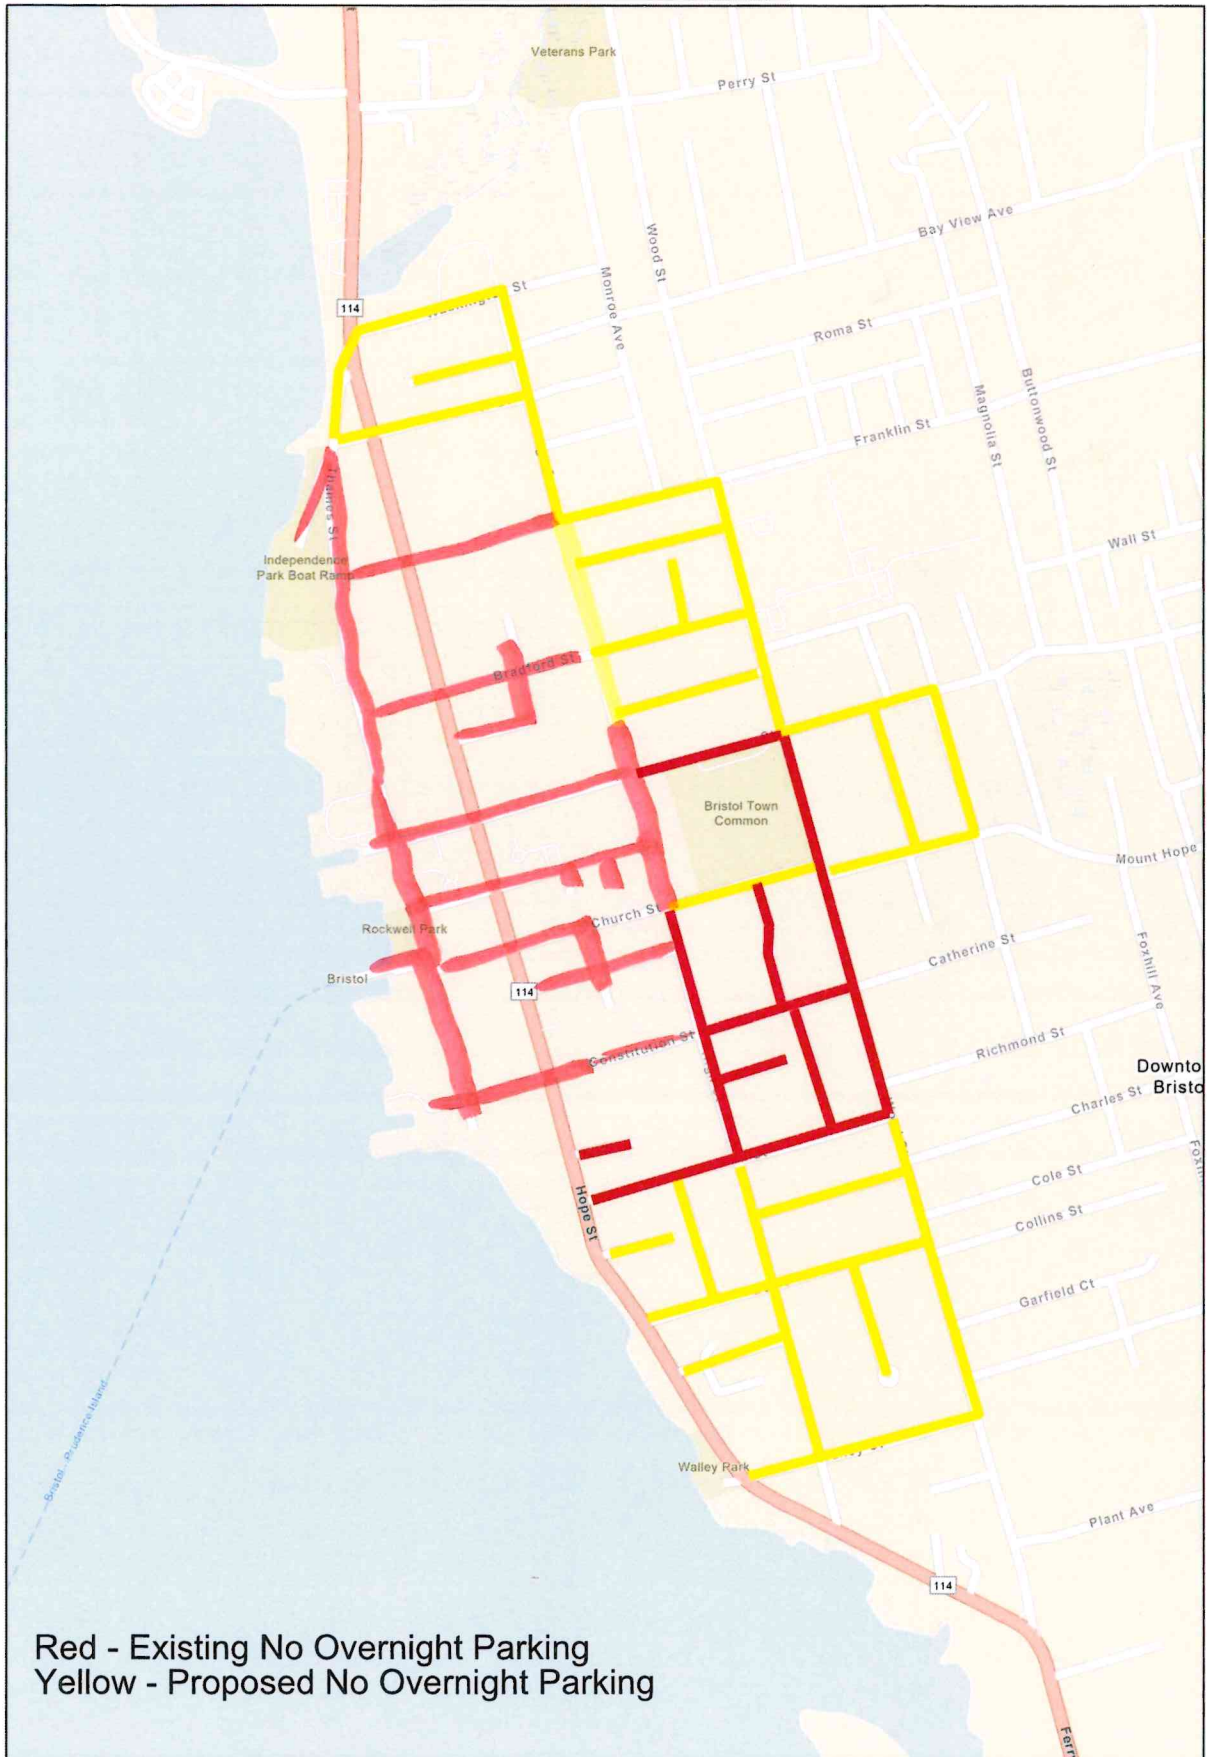 Veterans Park
Perry St
Bay View Ave
Wood St
Monroe Ave
St
114
Roma St
Buttonwood St
Magnolia St
Franklin St
Thames St
Wall St
Independence
Park Boat Ramp
Bradford St
Bristol Town
Common
Mount Hope
Church St
Rockwell Park
Catherine St
Foxhill Ave
Bristol
114
Richmond St
Constitution St
Downto
Bristo
Charles St
Cole St
Collins St
Hope St
Garfield Ct
Bristol - Prudence Island
Walley Park
Plant Ave
114
Red - Existing No Overnight Parking
Yellow - Proposed No Overnight Parking
Ferr